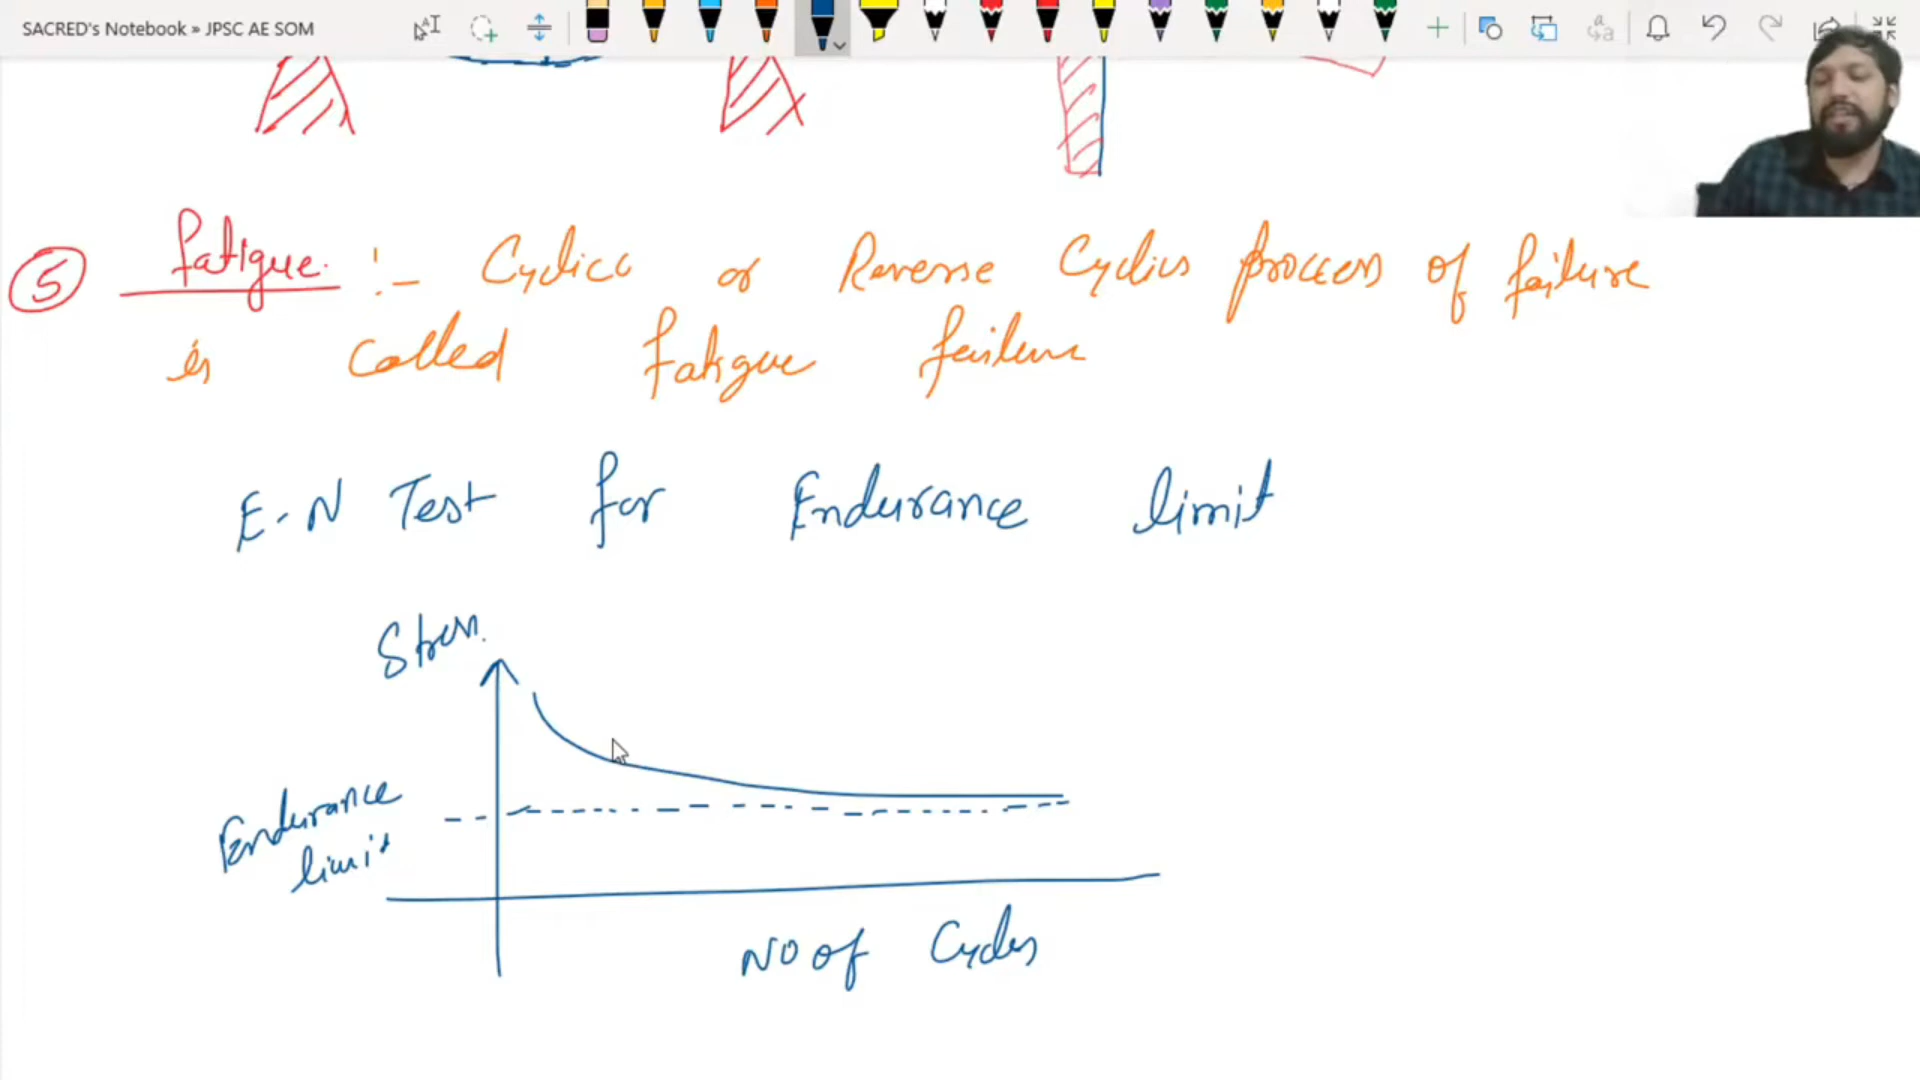 SACRED's Notebook » JPSC AE SOM
⑤ fatigue :- Cyclic or Reverse Cyclics process of failure
is called fatigue failure
E-N Test for Endurance limit
Stress
Endurance
limit
NO of Cycles